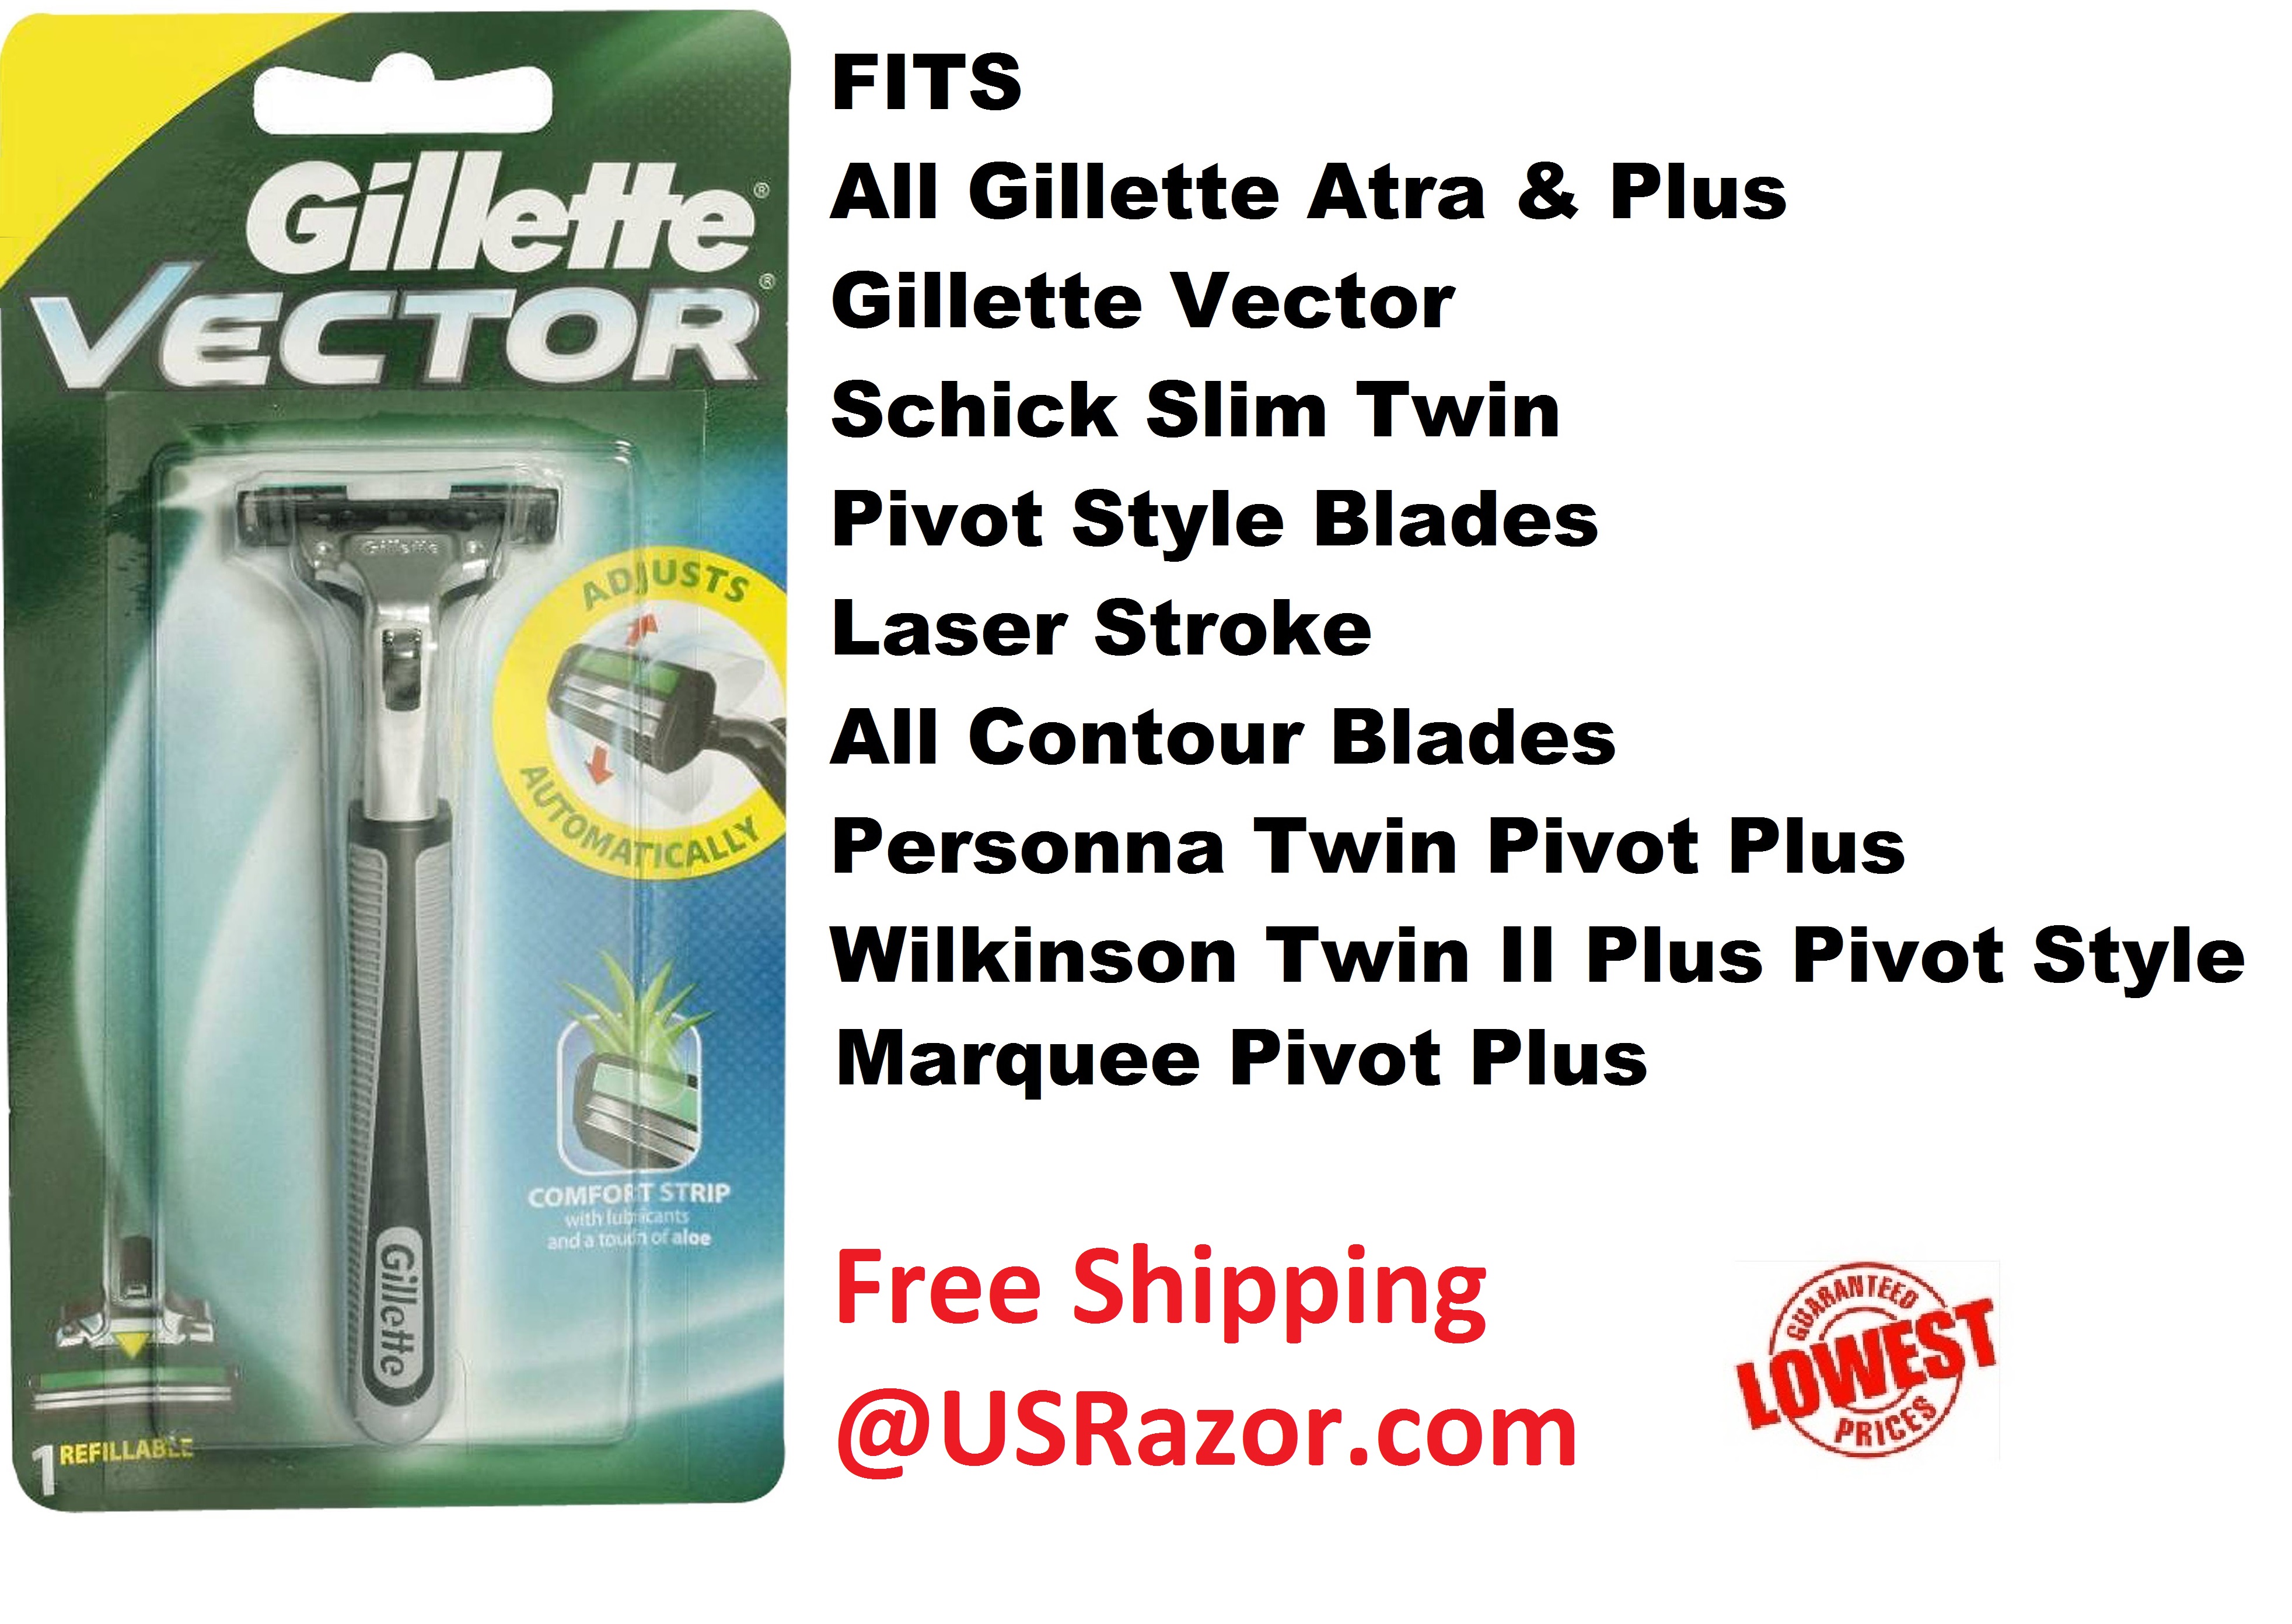 Gillette®
VECTOR®
Gillette
ADJUSTS
AUTOMATICALLY
COMFORT STRIP
with lubricants
and a touch of aloe
Gillette
1 REFILLABLE
FITS
All Gillette Atra & Plus
Gillette Vector
Schick Slim Twin
Pivot Style Blades
Laser Stroke
All Contour Blades
Personna Twin Pivot Plus
Wilkinson Twin II Plus Pivot Style
Marquee Pivot Plus
Free Shipping
@USRazor.com
GUARANTEED
LOWEST
PRICES